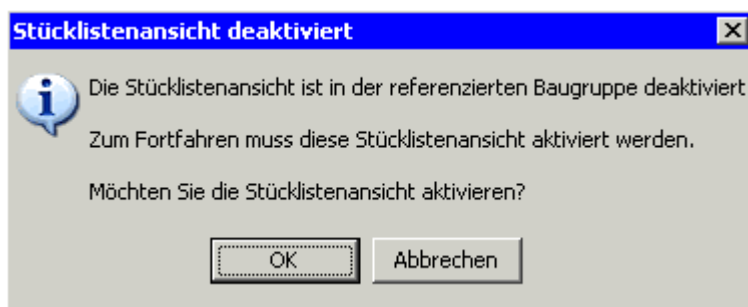 Stücklistenansicht deaktiviert
Die Stücklistenansicht ist in der referenzierten Baugruppe deaktiviert
Zum Fortfahren muss diese Stücklistenansicht aktiviert werden.
Möchten Sie die Stücklistenansicht aktivieren?
OK
Abbrechen